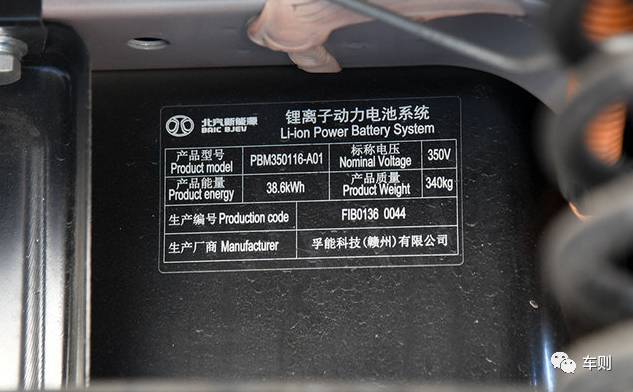 北汽新能源
BAIC BJEV
锂离子动力电池系统
Li-ion Power Battery System
产品型号
Product model
PBM350116-A01
标称电压
Nominal Voltage
350V
产品能量
Product energy
38.6kWh
产品质量
Product Weight
340kg
生产编号 Production code
FIB0136 0044
生产厂商 Manufacturer
孚能科技(赣州)有限公司
车则